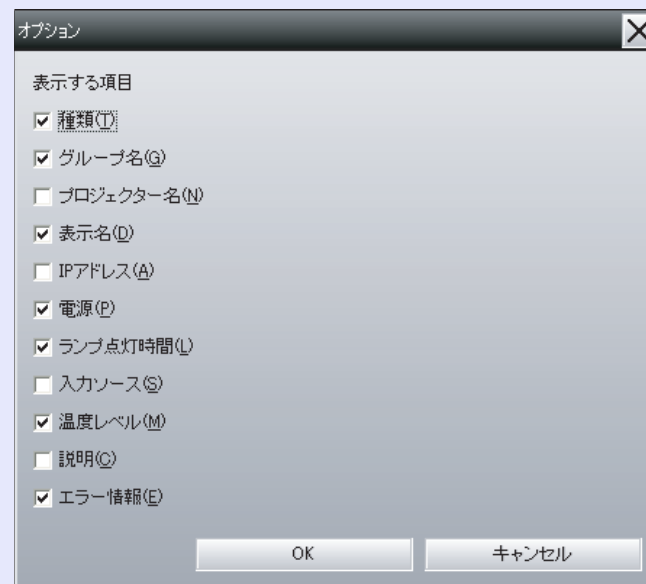 オプション
表示する項目
種類(T)
グループ名(G)
プロジェクター名(N)
表示名(D)
IPアドレス(A)
電源(P)
ランプ点灯時間(L)
入力ソース(S)
温度レベル(M)
説明(C)
エラー情報(E)
OK キャンセル